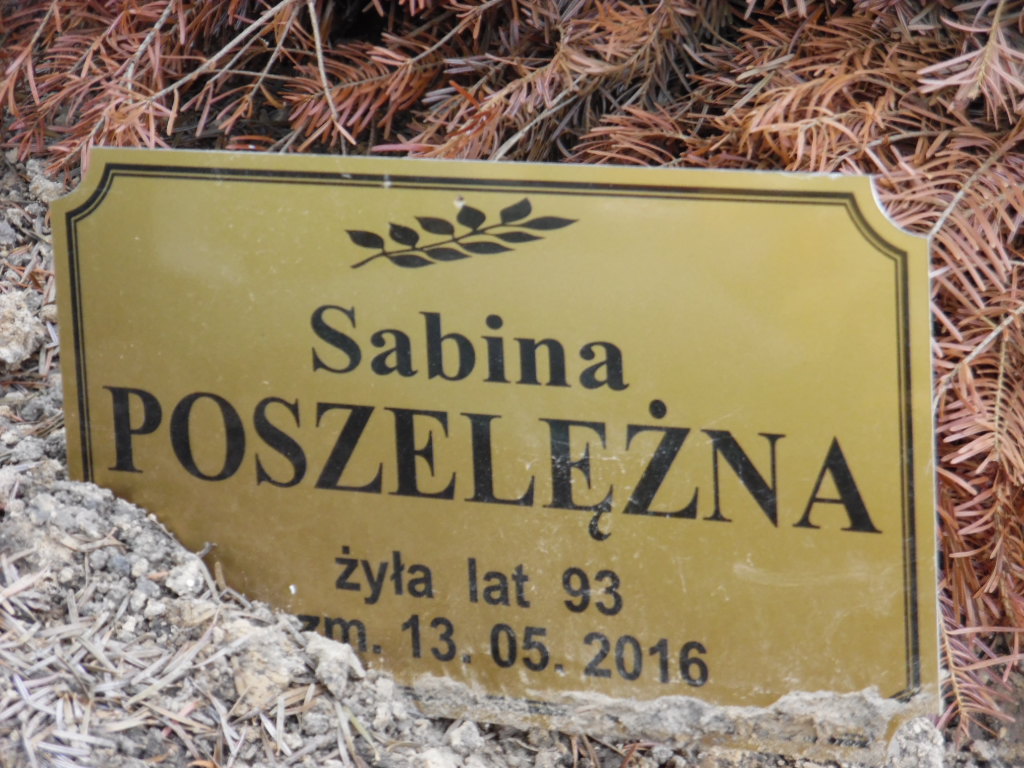 Sabina
POSZELĘŻNA
żyła lat 93
zm. 13. 05. 2016